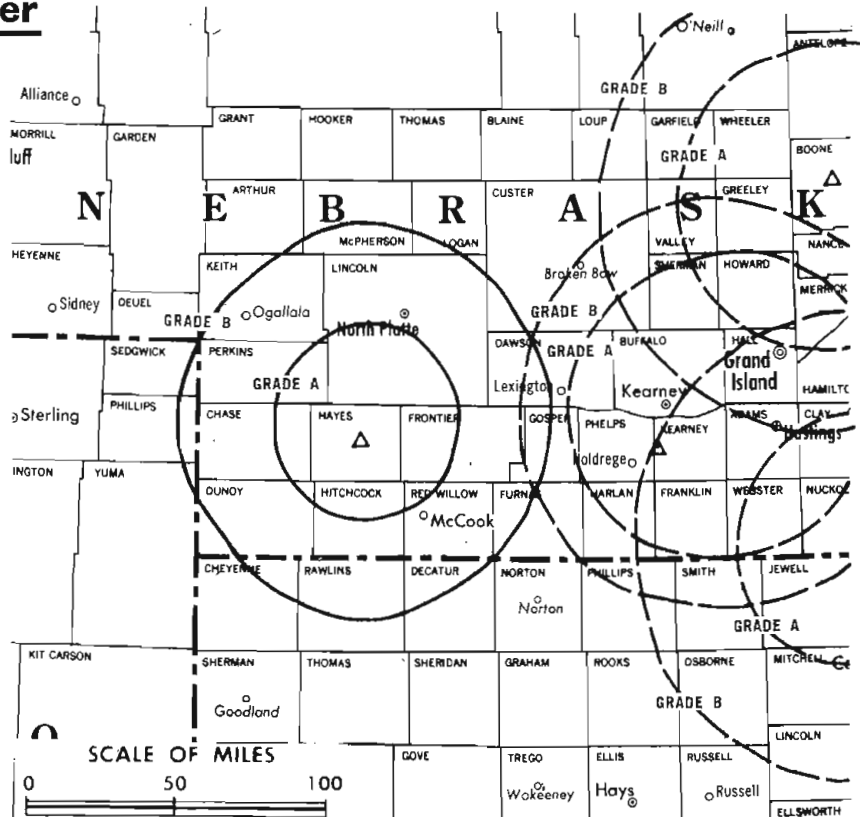 er
O'Neill
ANTELOPE
GRADE B
Alliance
GRANT
HOOKER
THOMAS
BLAINE
LOUP
GARFIELD
WHEELER
MORRILL
GARDEN
BOONE
luff
GRADE A
ARTHUR
CUSTER
GREELEY
N E B R A S K
McPHERSON
LOGAN
VALLEY
NANCE
HEYENNE
KEITH
LINCOLN
SHERMAN
HOWARD
Broken Bow
MERRICK
Sidney
DEUEL
Ogallala
GRADE B
GRADE B
North Platte
SEDGWICK
PERKINS
DAWSON
BUFFALO
HALL
GRADE A
Grand
Island
GRADE A
Lexington
Kearney
HAMILTO
PHILLIPS
Sterling
CHASE
HAYES
FRONTIER
GOSPER
PHELPS
KEARNEY
ADAMS
CLAY
Hastings
Holdrege
INGTON
YUMA
DUNDY
HITCHCOCK
RED WILLOW
FURNAS
HARLAN
FRANKLIN
WEBSTER
NUCKOL
McCook
CHEYENNE
RAWLINS
DECATUR
NORTON
PHILLIPS
SMITH
JEWELL
Norton
GRADE A
KIT CARSON
SHERMAN
THOMAS
SHERIDAN
GRAHAM
ROOKS
OSBORNE
MITCHELL
Co
Goodland
GRADE B
O
LINCOLN
SCALE OF MILES
GOVE
TREGO
ELLIS
RUSSELL
0 50 100
Wakeeney
Hays
Russell
ELLSWORTH